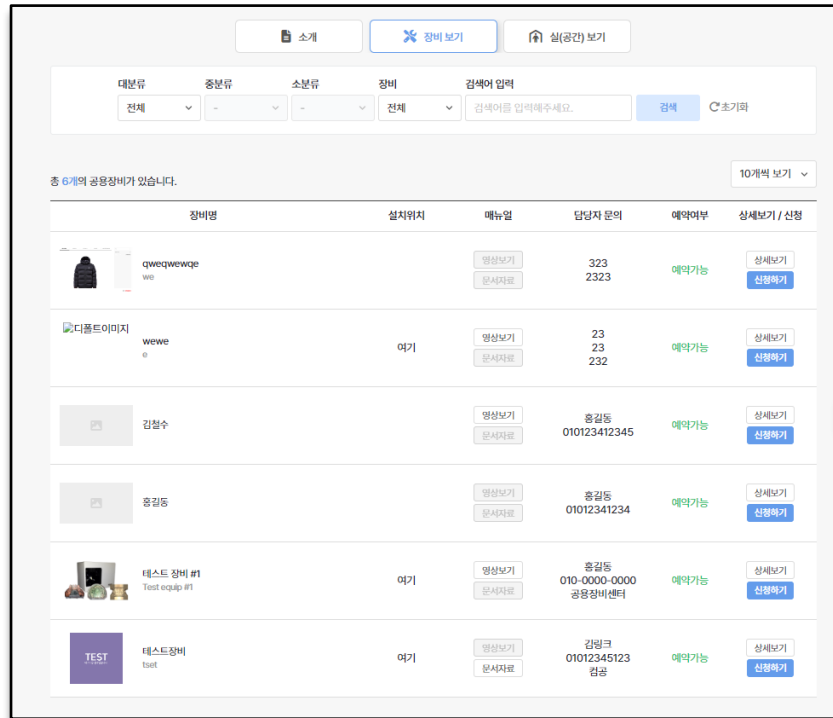 소개
장비 보기
실(공간) 보기
대분류
중분류
소분류
장비
검색어 입력
전체
-
-
전체
검색어를 입력해주세요.
검색
초기화
총 6개의 공용장비가 있습니다.
10개씩 보기
장비명
설치위치
매뉴얼
담당자 문의
예약여부
상세보기 / 신청
qweqwewqe
we
영상보기
문서자료
323
2323
예약가능
상세보기
신청하기
디폴트이미지
wewe
e
여기
영상보기
문서자료
23
23
232
예약가능
상세보기
신청하기
김철수
영상보기
문서자료
홍길동
010123412345
예약가능
상세보기
신청하기
홍길동
영상보기
문서자료
홍길동
01012341234
예약가능
상세보기
신청하기
테스트 장비 #1
Test equip #1
여기
영상보기
문서자료
홍길동
010-0000-0000
공용장비센터
예약가능
상세보기
신청하기
TEST
테스트장비
tset
여기
영상보기
문서자료
김링크
01012345123
컴공
예약가능
상세보기
신청하기